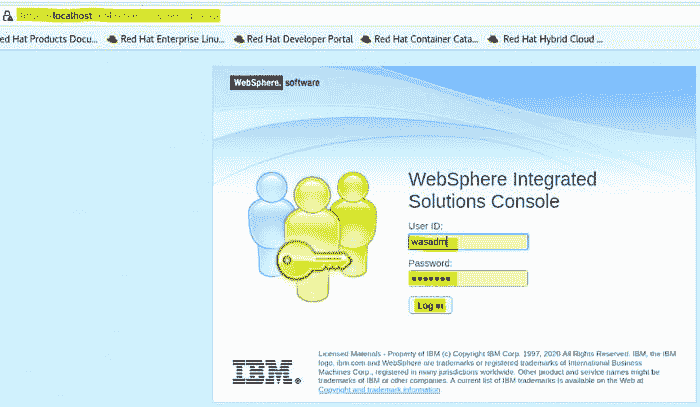 localhost
ed Hat Products Docu... Red Hat Enterprise Linu... Red Hat Developer Portal Red Hat Container Cata... Red Hat Hybrid Cloud ...
WebSphere. software
WebSphere Integrated
Solutions Console
User ID:
wasadm
Password:
Log
IBM.
Licensed Materials - Property of IBM (c) Copyright IBM Corp. 1997, 2020 All Rights Reserved. IBM, the IBM
logo, ibm.com and WebSphere are trademarks or registered trademarks of International Business
Machines Corp., registered in many jurisdictions worldwide. Other product and service names might be
trademarks of IBM or other companies. A current list of IBM trademarks is available on the Web at
Copyright and trademark information